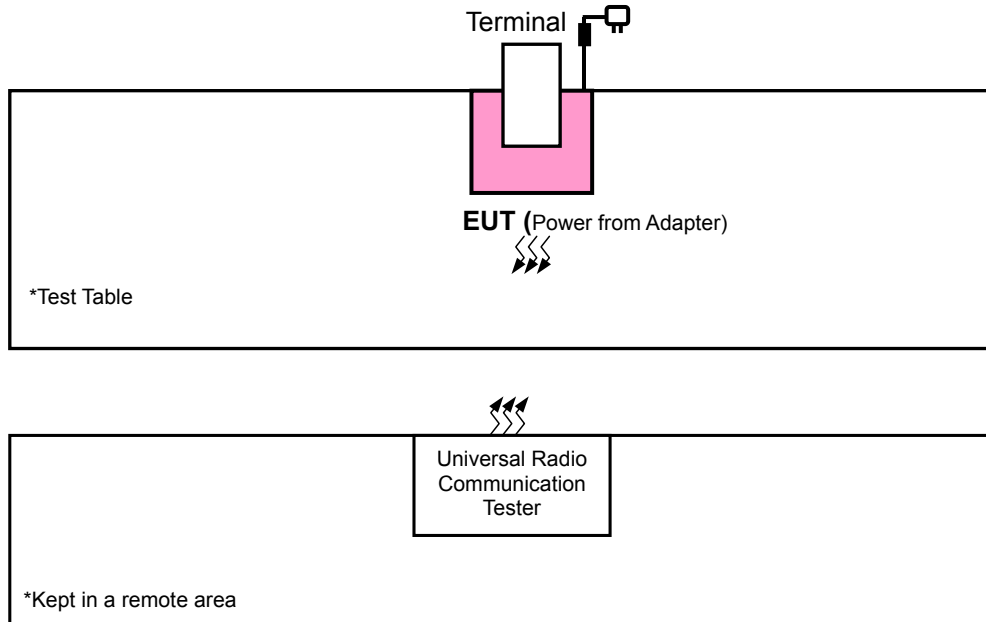 Terminal
EUT (Power from Adapter)
*Test Table
Universal Radio
Communication
Tester
*Kept in a remote area